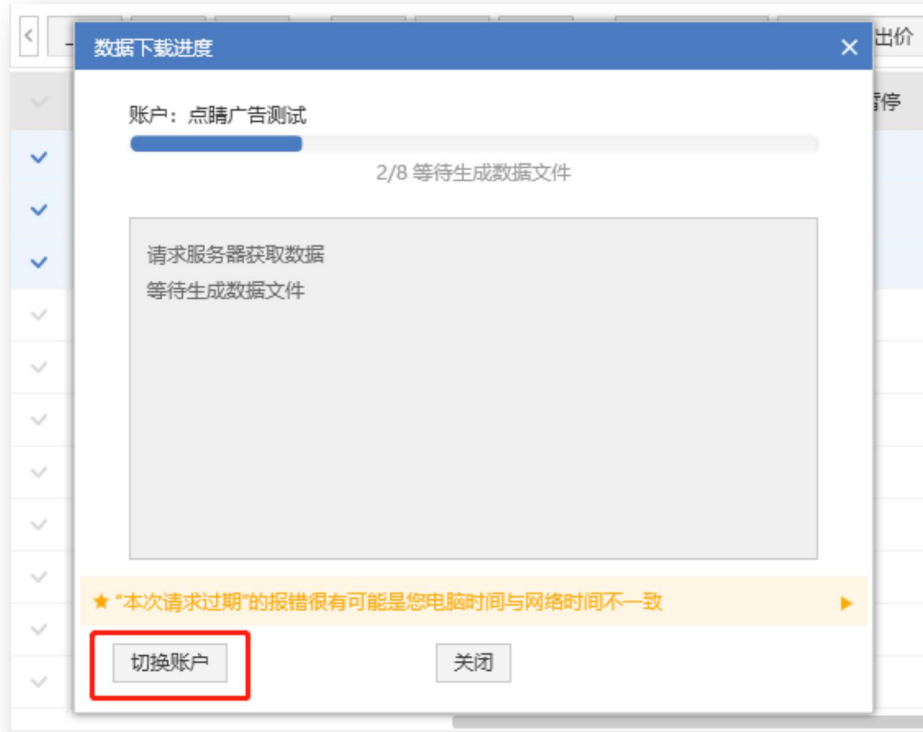 出价
数据下载进度
暂停
账户：点睛广告测试
2/8 等待生成数据文件
请求服务器获取数据
等待生成数据文件
★ “本次请求过期”的报错很有可能是您电脑时间与网络时间不一致
切换账户
关闭